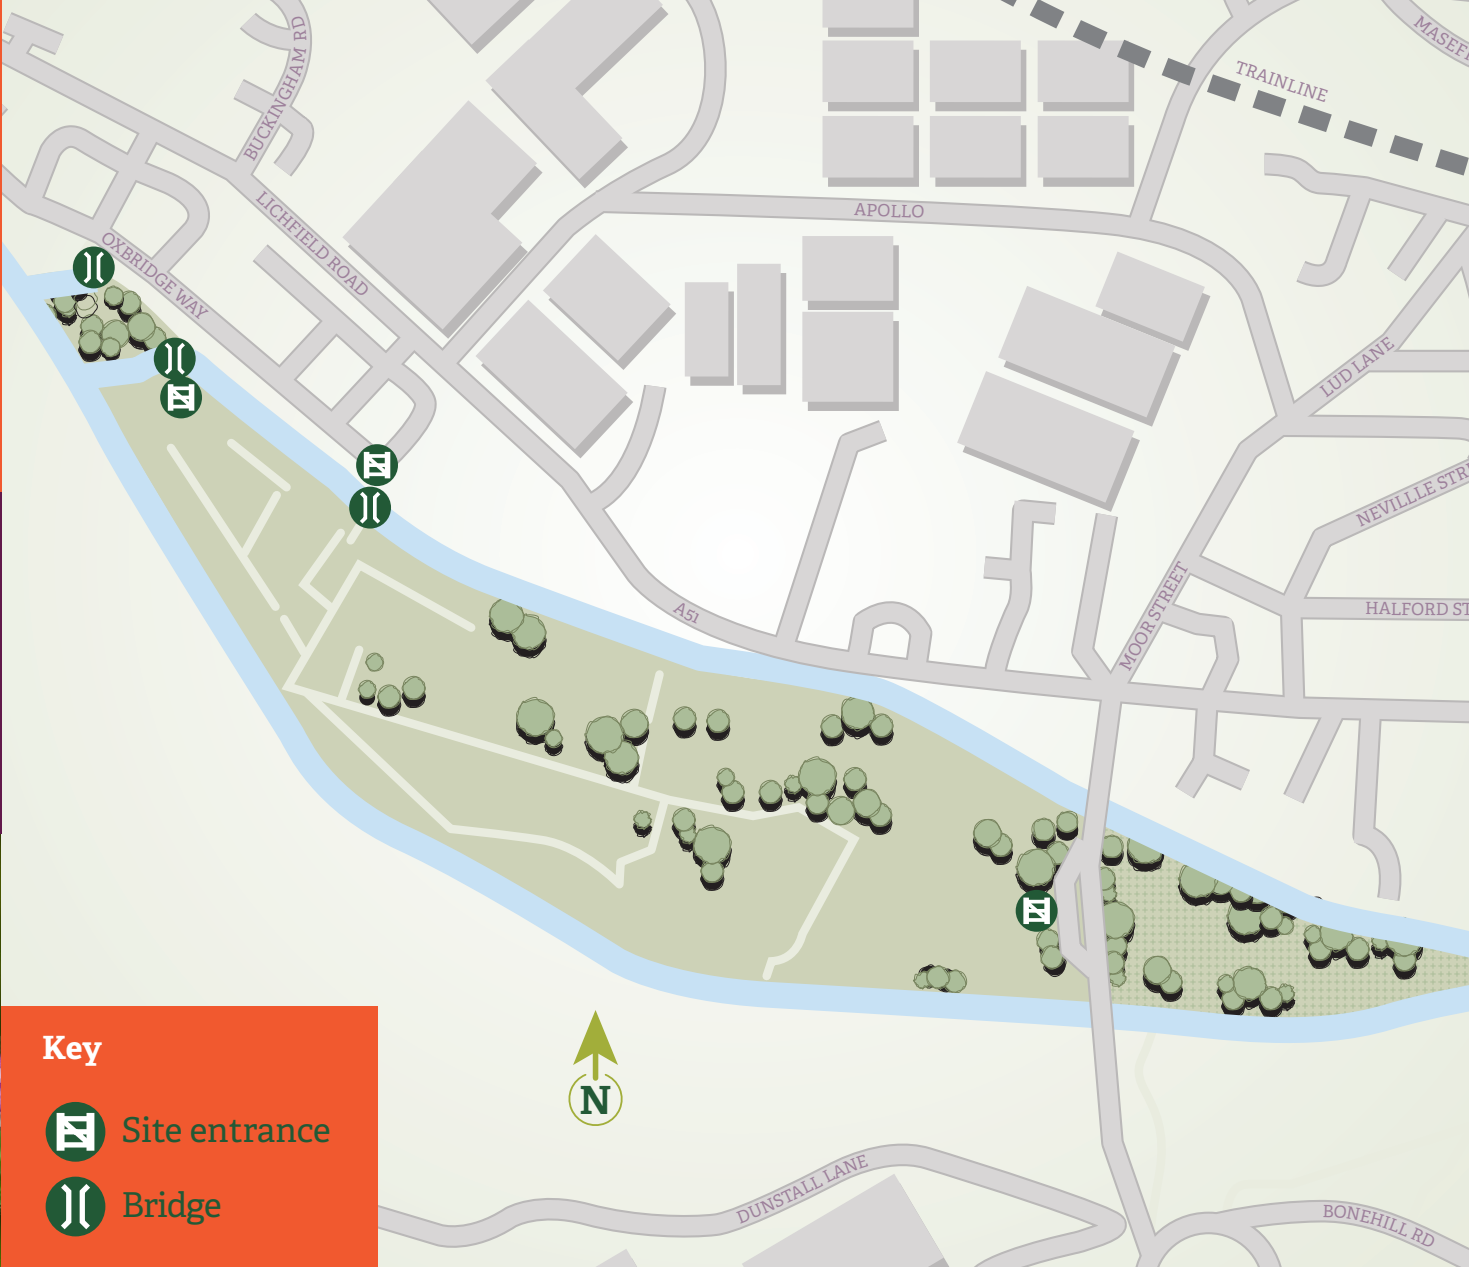 MASEFI
BUCKINGHAM RD
TRAINLINE
LICHFIELD ROAD
APOLLO
OXBRIDGE WAY
LUD LANE
NEVILLLE STR
A51
MOOR STREET
HALFORD ST
Key
Site entrance
Bridge
N
DUNSTALL LANE
BONEHILL RD